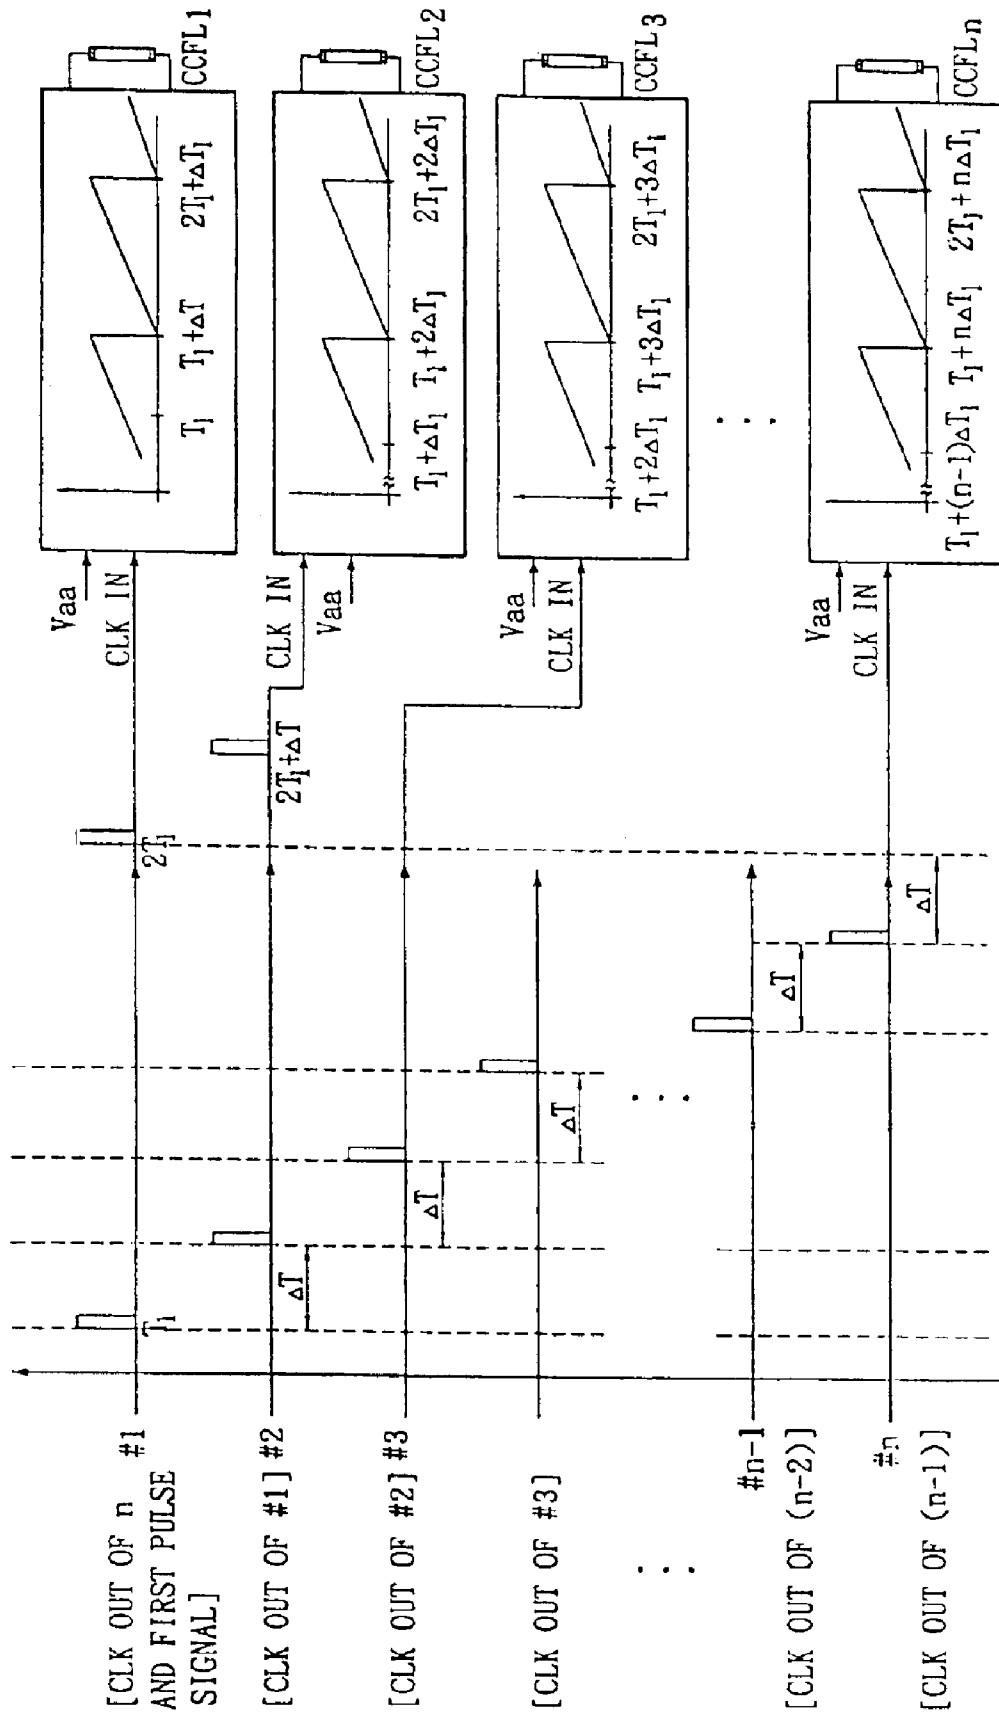 [CLK OUT OF n
AND FIRST PULSE
SIGNAL]
#1
T1
2T1
CLK IN
Vaa
T1
T1+ΔT
2T1+ΔT1
CCFL1
[CLK OUT OF #1] #2
ΔT
2T1+ΔT
CLK IN
Vaa
T1+ΔT1
T1+2ΔT1
2T1+2ΔT1
CCFL2
[CLK OUT OF #2] #3
ΔT
Vaa
CLK IN
T1+2ΔT1
T1+3ΔT1
2T1+3ΔT1
CCFL3
[CLK OUT OF #3]
ΔT
...
...
...
#n-1
[CLK OUT OF (n-2)]
ΔT
#n
[CLK OUT OF (n-1)]
ΔT
Vaa
CLK IN
T1+(n-1)ΔT1
T1+nΔT1
2T1+nΔT1
CCFLn